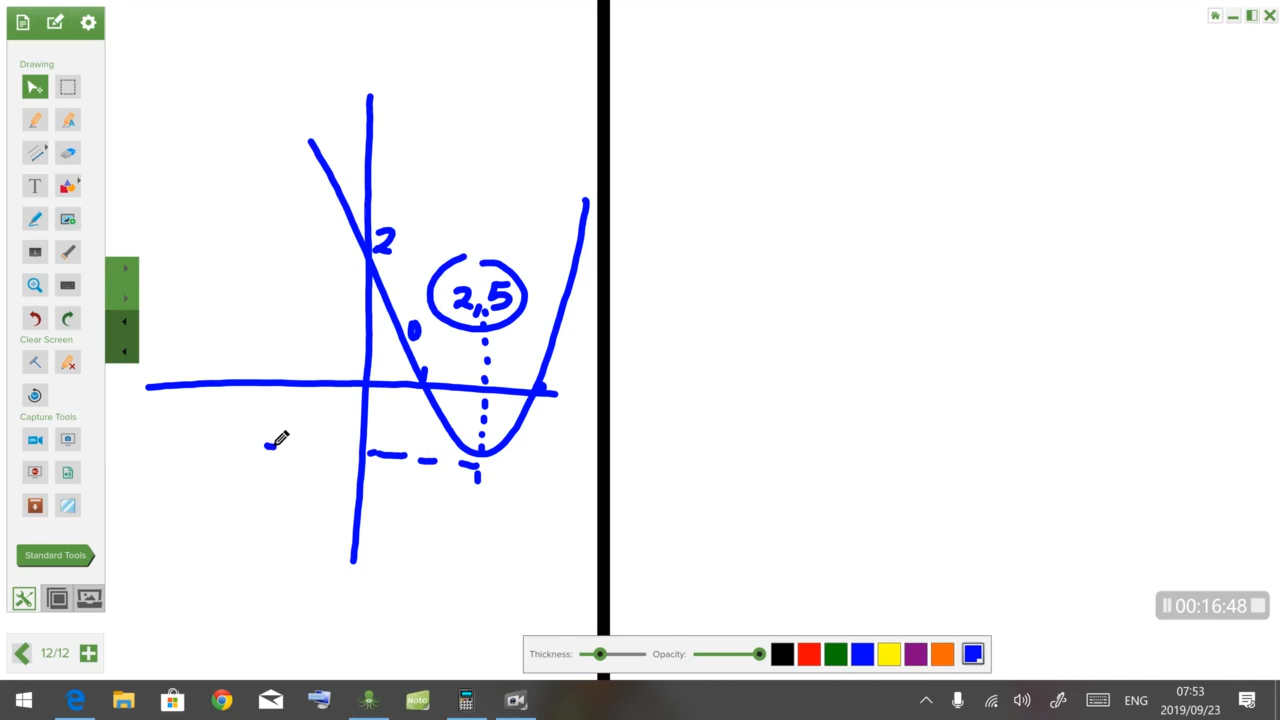 Drawing
A
T
Clear Screen
Capture Tools
Standard Tools
12/12
2
2,5
0
00:16:48
Thickness:
Opacity:
Note
ENG
07:53
2019/09/23